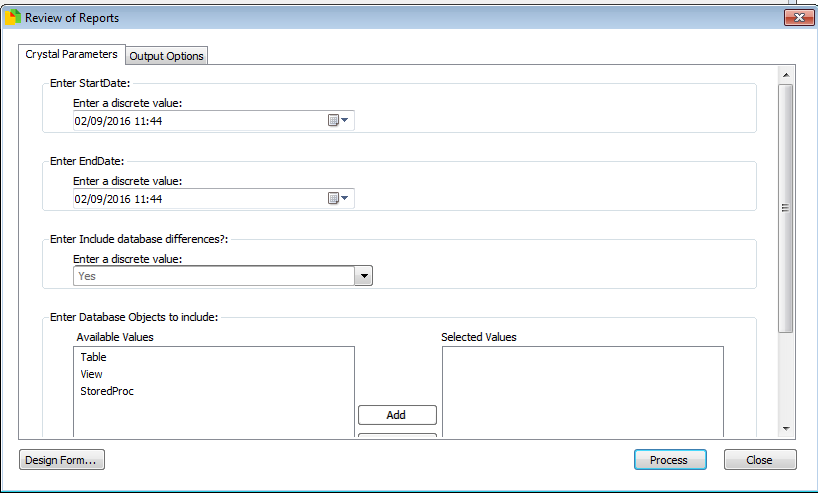 Review of Reports
Crystal Parameters
Output Options
Enter StartDate:
Enter a discrete value:
02/09/2016 11:44
Enter EndDate:
Enter a discrete value:
02/09/2016 11:44
Enter Include database differences?:
Enter a discrete value:
Yes
Enter Database Objects to include:
Available Values
Selected Values
Table
View
StoredProc
Add
Design Form...
Process
Close